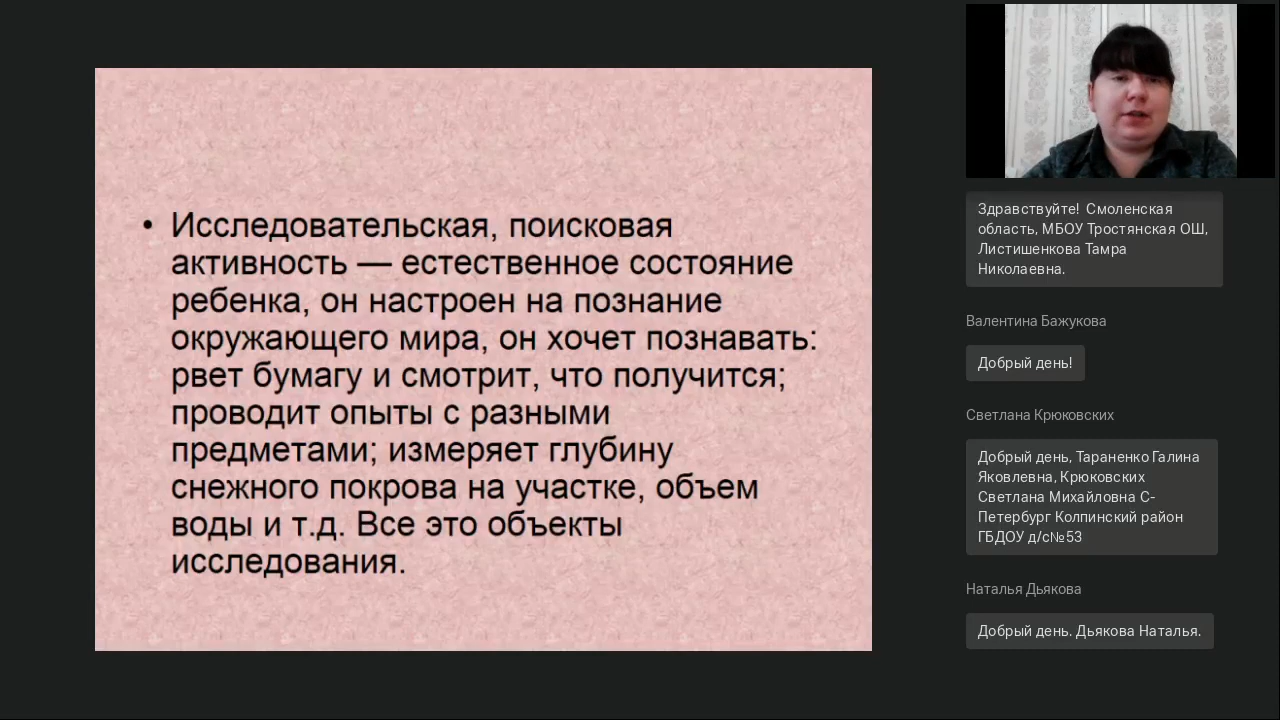 • Исследовательская, поисковая
активность — естественное состояние
ребенка, он настроен на познание
окружающего мира, он хочет познавать:
рвет бумагу и смотрит, что получится;
проводит опыты с разными
предметами; измеряет глубину
снежного покрова на участке, объем
воды и т.д. Все это объекты
исследования.
Здравствуйте! Смоленская
область, МБОУ Тростянская ОШ,
Листишенкова Тамра
Николаевна.
Валентина Бажукова
Добрый день!
Светлана Крюковских
Добрый день, Тараненко Галина
Яковлевна, Крюковских
Светлана Михайловна С-
Петербург Колпинский район
ГБДОУ д/с№53
Наталья Дьякова
Добрый день. Дьякова Наталья.